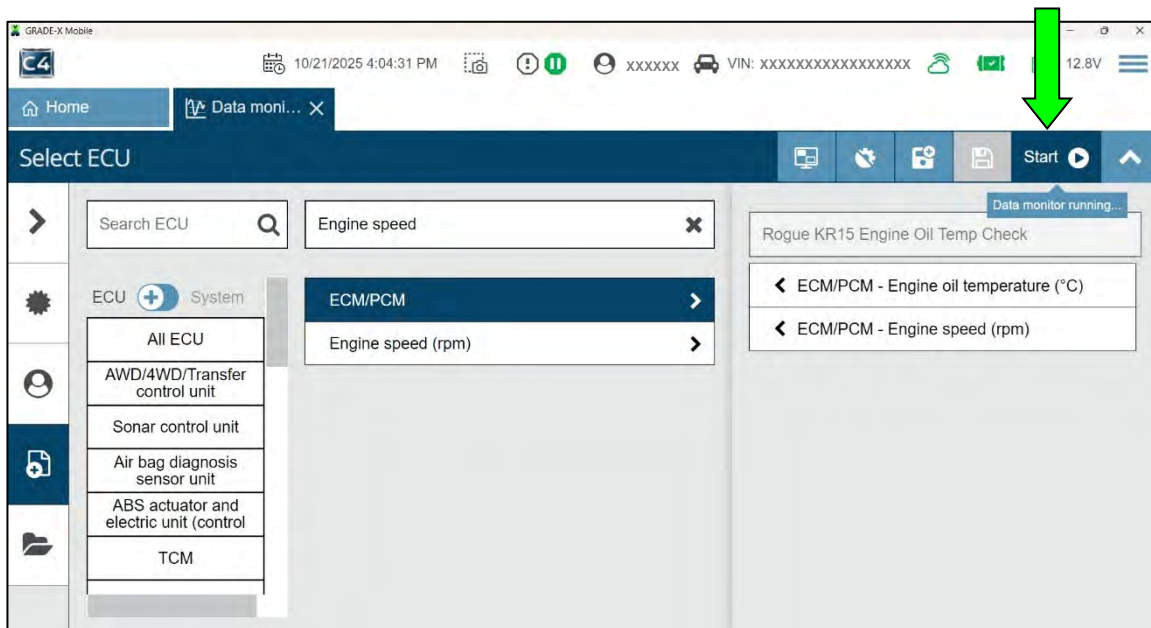 GRADE-X Mobile
C4
10/21/2025 4:04:31 PM
xxxxxx
VIN: xxxxxxxxxxxxxxxxx
12.8V
Home
Data moni...
Select ECU
Start
Data monitor running...
Search ECU
Engine speed
Rogue KR15 Engine Oil Temp Check
ECU
System
ECM/PCM
ECM/PCM - Engine oil temperature (°C)
All ECU
Engine speed (rpm)
ECM/PCM - Engine speed (rpm)
AWD/4WD/Transfer
control unit
Sonar control unit
Air bag diagnosis
sensor unit
ABS actuator and
electric unit (control
TCM